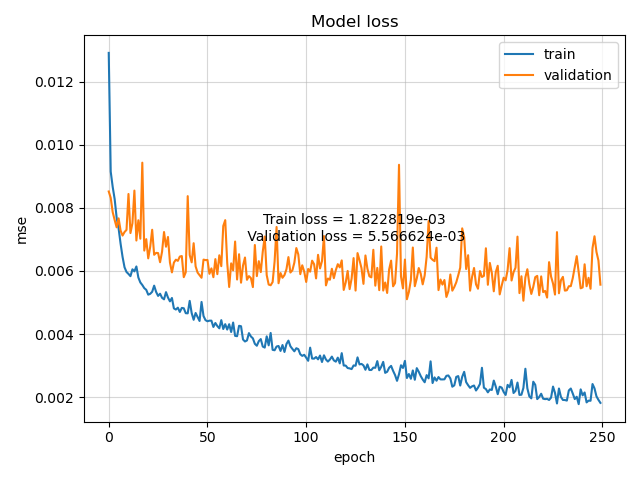 Model loss
train
validation
0.012
0.010
0.008
0.006
0.004
0.002
mse
Train loss = 1.822819e-03
Validation loss = 5.566624e-03
0 50 100 150 200 250
epoch